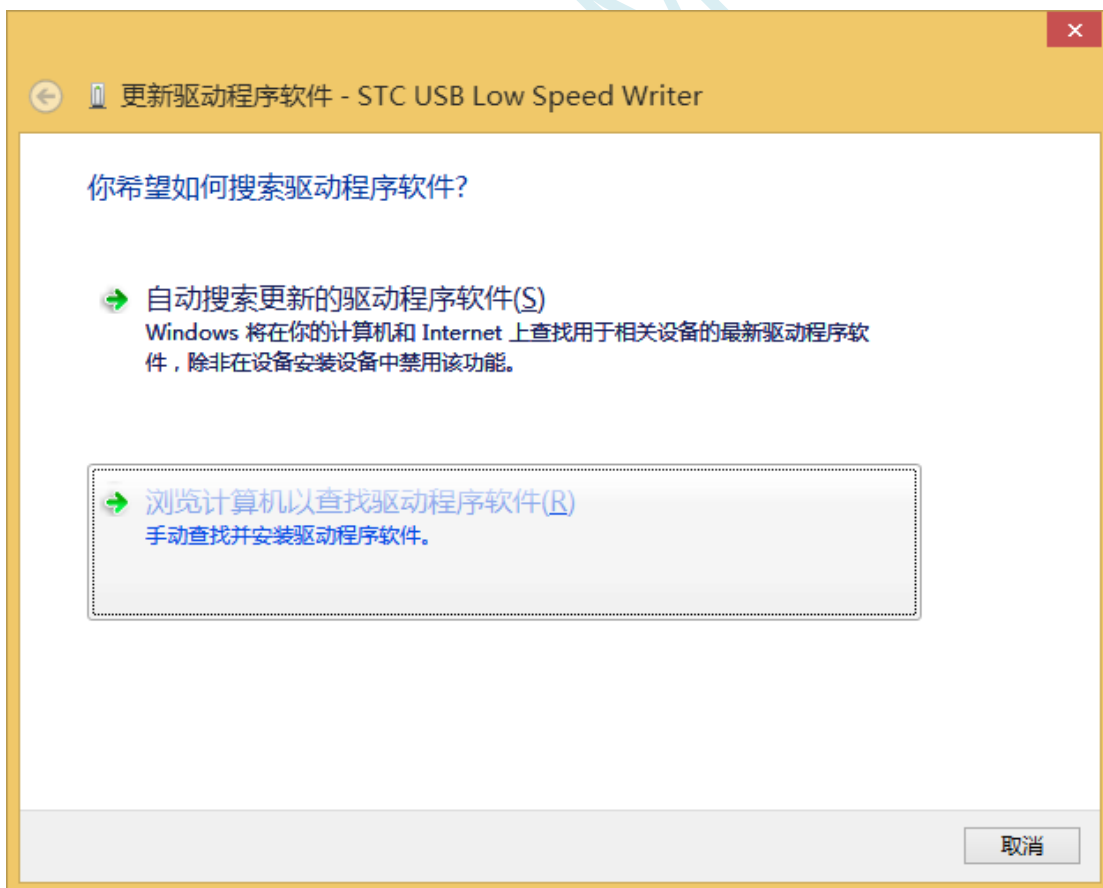 更新驱动程序软件 - STC USB Low Speed Writer
你希望如何搜索驱动程序软件?
自动搜索更新的驱动程序软件(S)
Windows 将在你的计算机和 Internet 上查找用于相关设备的最新驱动程序软
件，除非在设备安装设备中禁用该功能。
浏览计算机以查找驱动程序软件(R)
手动查找并安装驱动程序软件。
取消